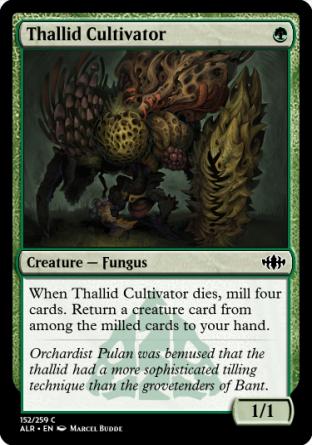 Thallid Cultivator
Creature — Fungus
When Thallid Cultivator dies, mill four
cards. Return a creature card from
among the milled cards to your hand.
Orchardist Pulan was bemused that the
thallid had a more sophisticated tilling
technique than the grovetenders of Bant.
1/1
152/259 C
ALR • EN Marcel Budde